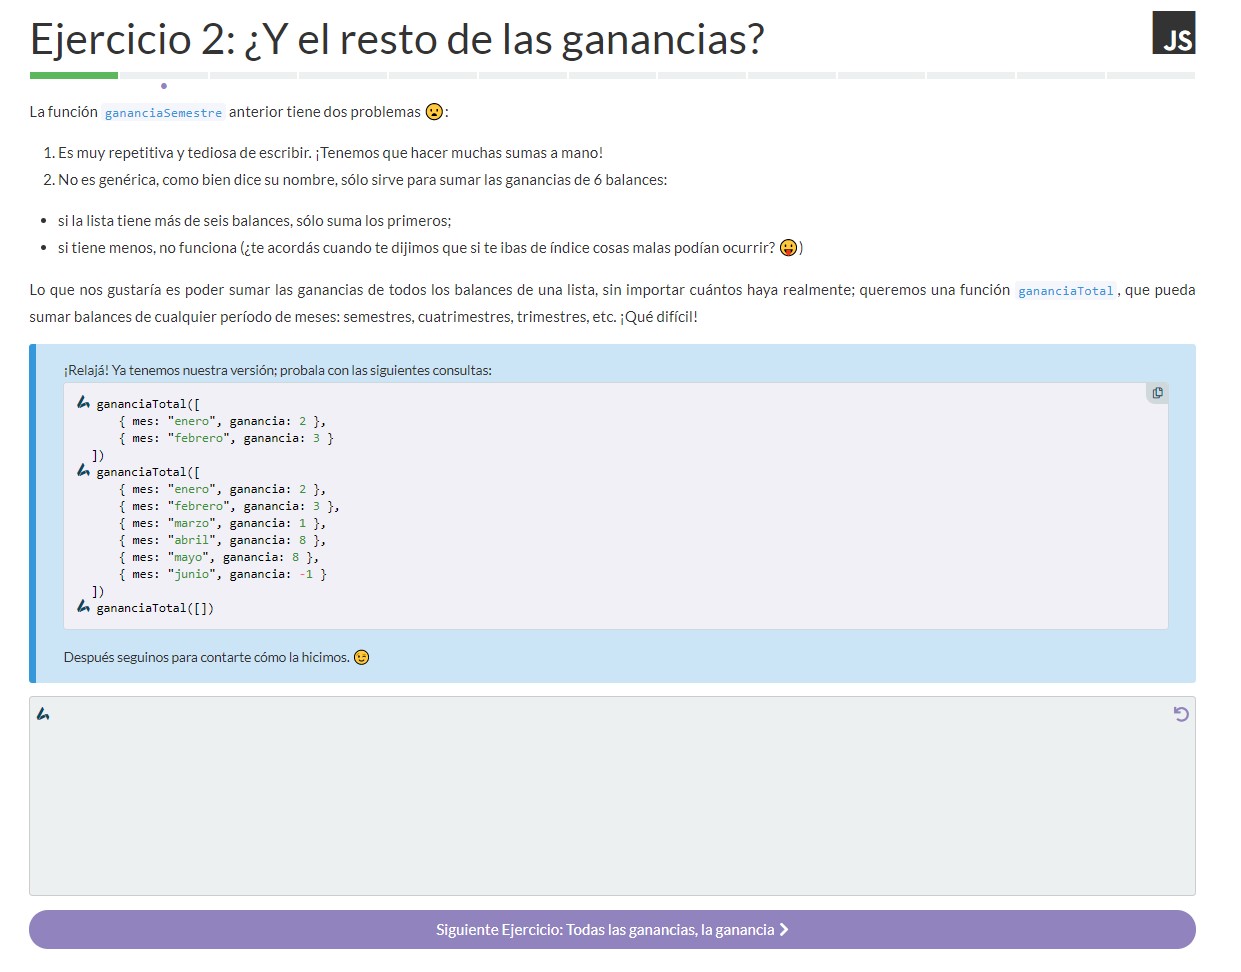 Ejercicio 2: ¿Y el resto de las ganancias?
JS
La función gananciaSemestre anterior tiene dos problemas 😦:
1. Es muy repetitiva y tediosa de escribir. ¡Tenemos que hacer muchas sumas a mano!
2. No es genérica, como bien dice su nombre, sólo sirve para sumar las ganancias de 6 balances:
• si la lista tiene más de seis balances, sólo suma los primeros;
• si tiene menos, no funciona (¿te acordás cuando te dijimos que si te ibas de índice cosas malas podían ocurrir? 😛)
Lo que nos gustaría es poder sumar las ganancias de todos los balances de una lista, sin importar cuántos haya realmente; queremos una función gananciaTotal, que pueda
sumar balances de cualquier período de meses: semestres, cuatrimestres, trimestres, etc. ¡Qué difícil!
¡Relajá! Ya tenemos nuestra versión; probala con las siguientes consultas:
gananciaTotal([
{ mes: "enero", ganancia: 2 },
{ mes: "febrero", ganancia: 3 }
])
gananciaTotal([
{ mes: "enero", ganancia: 2 },
{ mes: "febrero", ganancia: 3 },
{ mes: "marzo", ganancia: 1 },
{ mes: "abril", ganancia: 8 },
{ mes: "mayo", ganancia: 8 },
{ mes: "junio", ganancia: -1 }
])
gananciaTotal([])
Después seguinos para contarte cómo la hicimos. 😉
Siguiente Ejercicio: Todas las ganancias, la ganancia